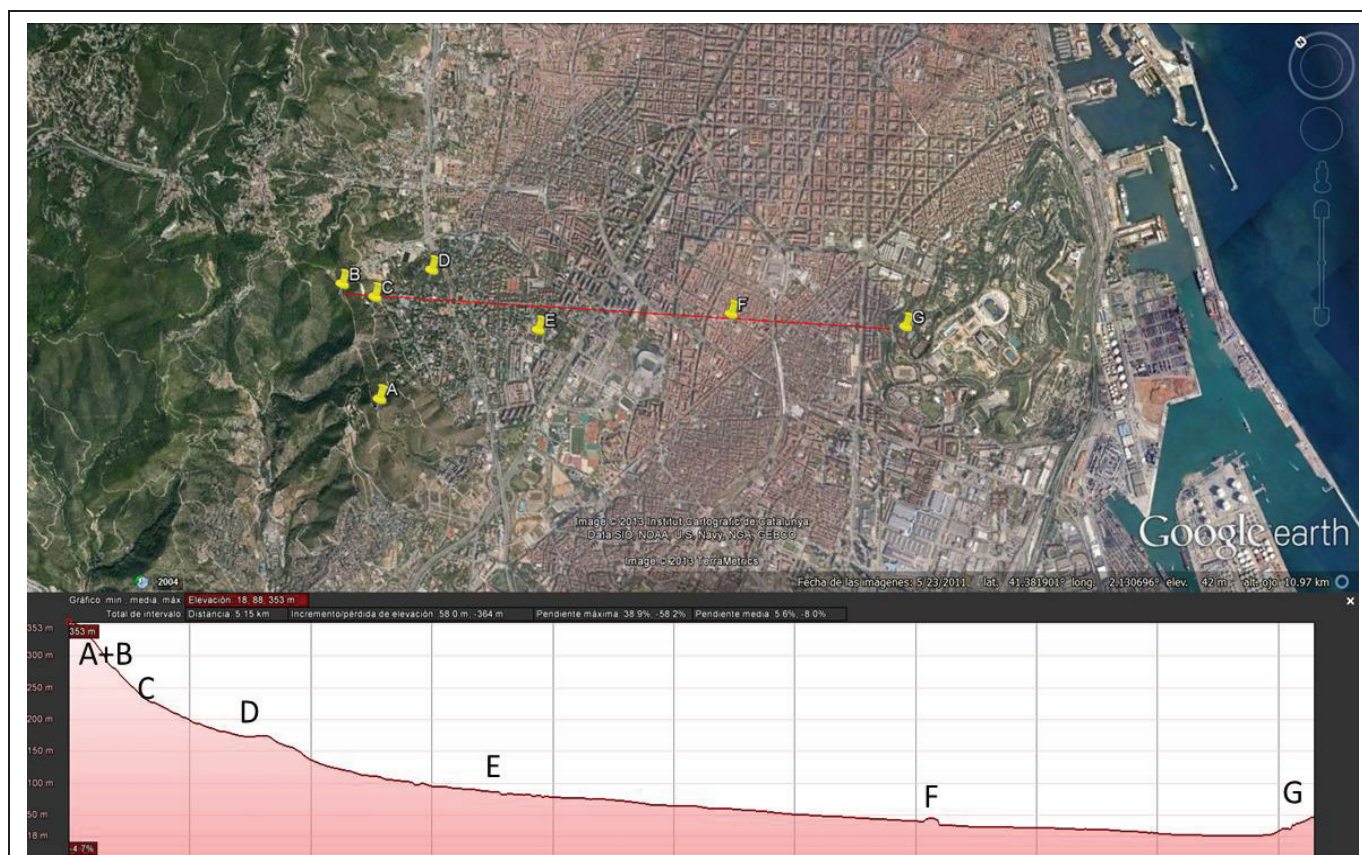 B
C
D
E
F
G
A
Image © 2013 Institut Cartogràfic de Catalunya
Data SIO, NOAA, U.S. Navy, NGA, GEBCO
Image © 2013 TerraMetrics
Google earth
2004
Fecha de las imágenes: 5/23/2011 lat. 41.381901° long. 2.130696° elev. 42 m alt. ojo 10.97 km
Gráfico: mín., media, máx. Elevación: 18, 88, 353 m
Total de intervalo: Distancia: 5.15 km Incremento/pérdida de elevación: 58.0 m, -364 m Pendiente máxima: 38.9%, -58.2% Pendiente media: 5.6%, -8.0%
353 m
353 m
A+B
300 m
C
250 m
D
200 m
150 m
E
100 m
F
G
50 m
18 m
-4.7%